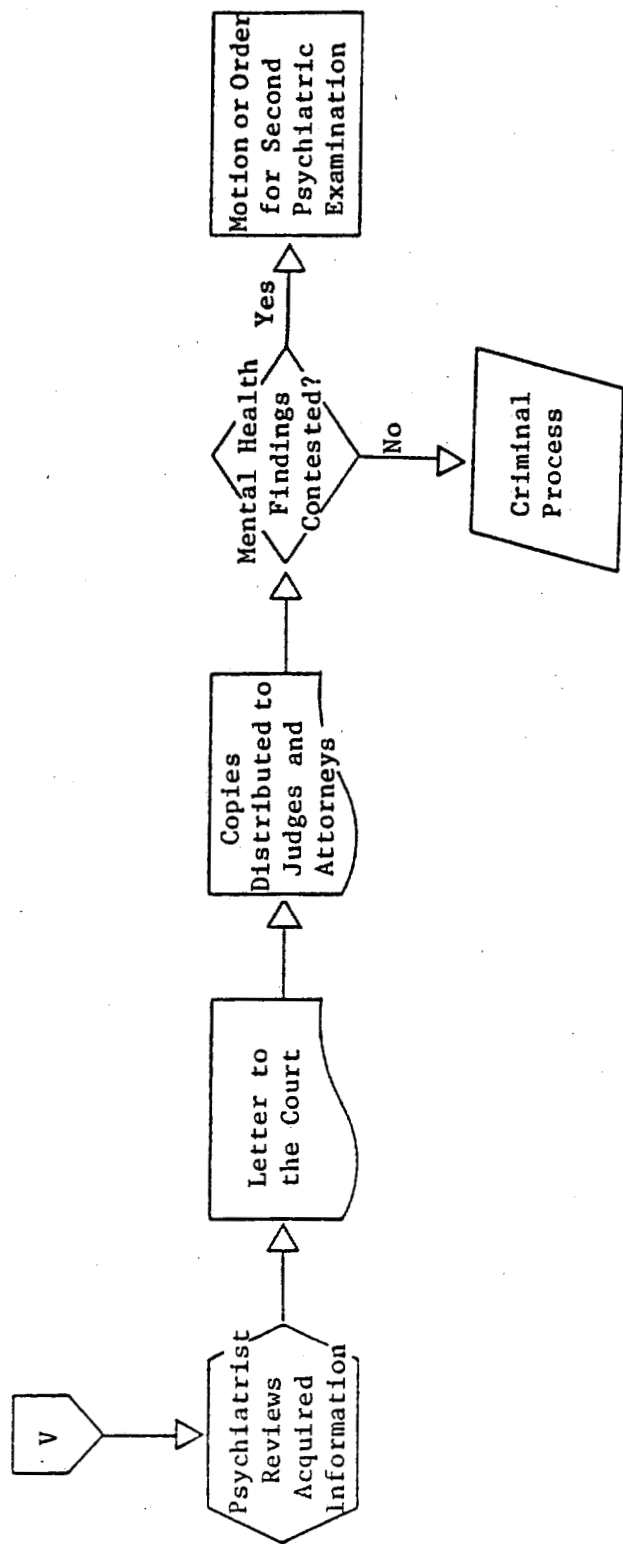 V
Psychiatrist
Reviews
Acquired
Information
Letter to
the Court
Copies
Distributed to
Judges and
Attorneys
Mental Health
Findings
Contested?
Yes
No
Motion or Order
for Second
Psychiatric
Examination
Criminal
Process